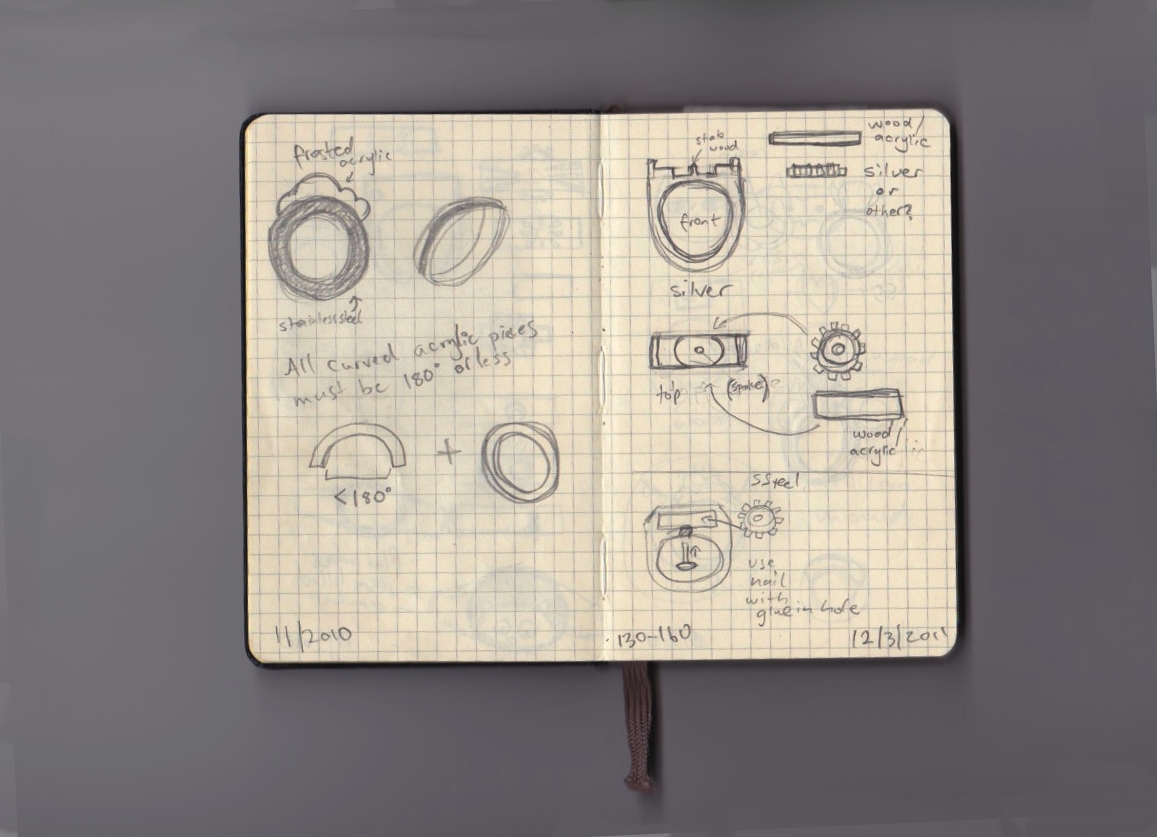 frosted
acrylic
stainless steel
All curved acrylic pieces
must be 180° or less
+
<180°
11/2010
stab
wood
wood/
acrylic
silver
or
other?
front
silver
top
(spokes)
wood/
acrylic
SSteel
use
nail
with
glue in hole
130-160
12/3/2011